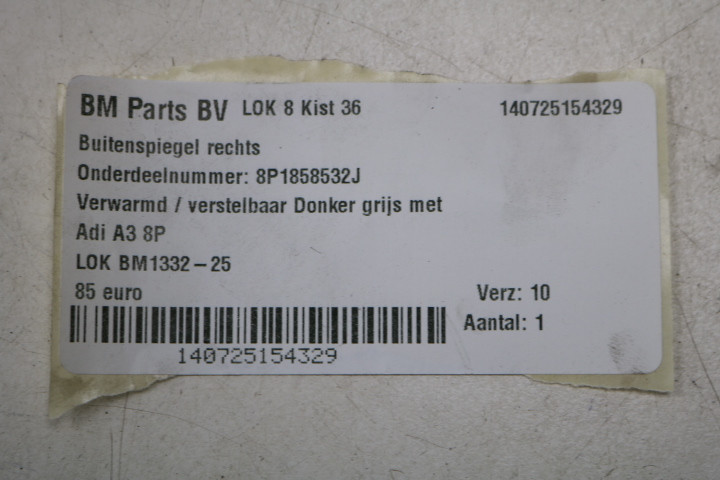 BM Parts BV LOK 8 Kist 36 140725154329
Buitenspiegel rechts
Onderdeelnummer: 8P1858532J
Verwarmd / verstelbaar Donker grijs met
Adi A3 8P
LOK BM1332-25
85 euro Verz: 10
Aantal: 1
140725154329